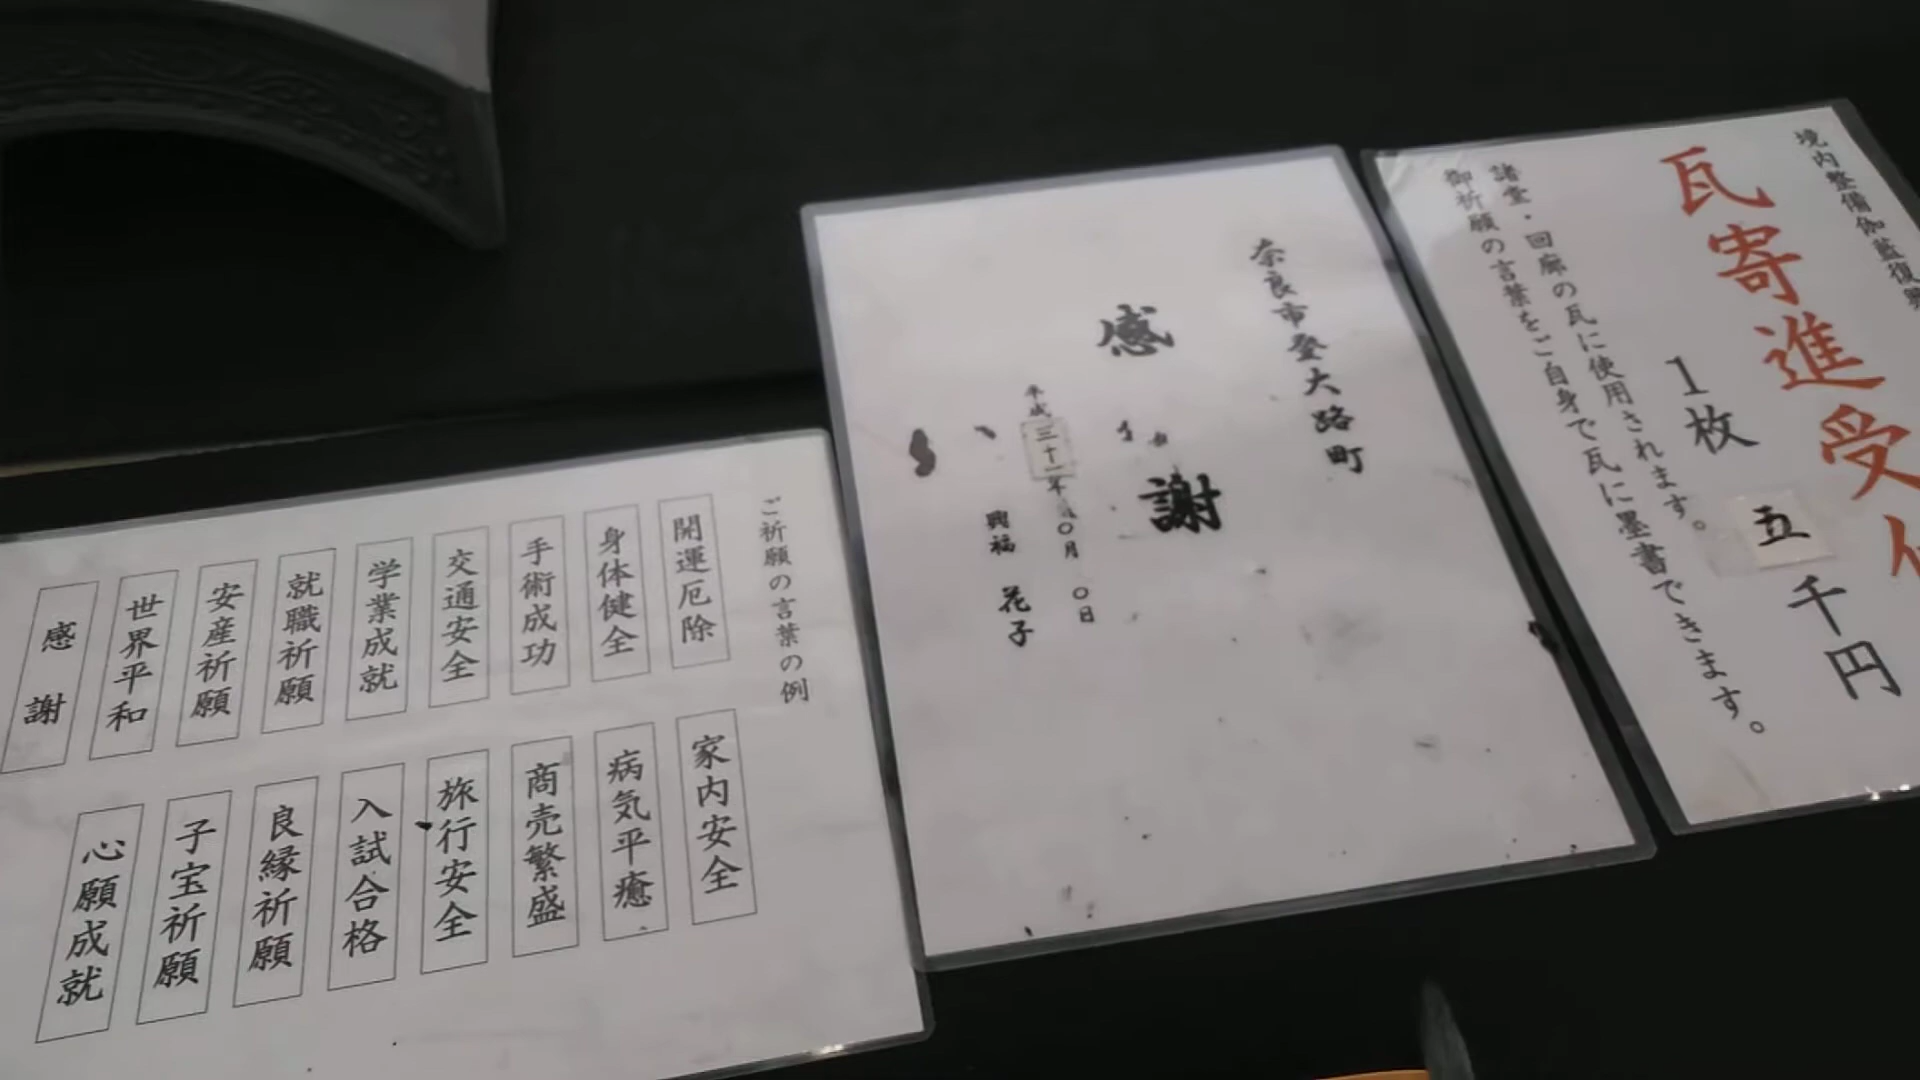 境内整備伽藍復興
瓦寄進受付
1枚 五千円
諸堂・回廊の瓦に使用されます。
御祈願の言葉をご自身で瓦に墨書できます。
奈良市登大路町
感謝
平成三十一年 〇月 〇日
興福 花子
ご祈願の言葉の例
開運厄除
身体健全
手術成功
交通安全
学業成就
就職祈願
安産祈願
世界平和
感謝
家内安全
病気平癒
商売繁盛
旅行安全
入試合格
良縁祈願
子宝祈願
心願成就